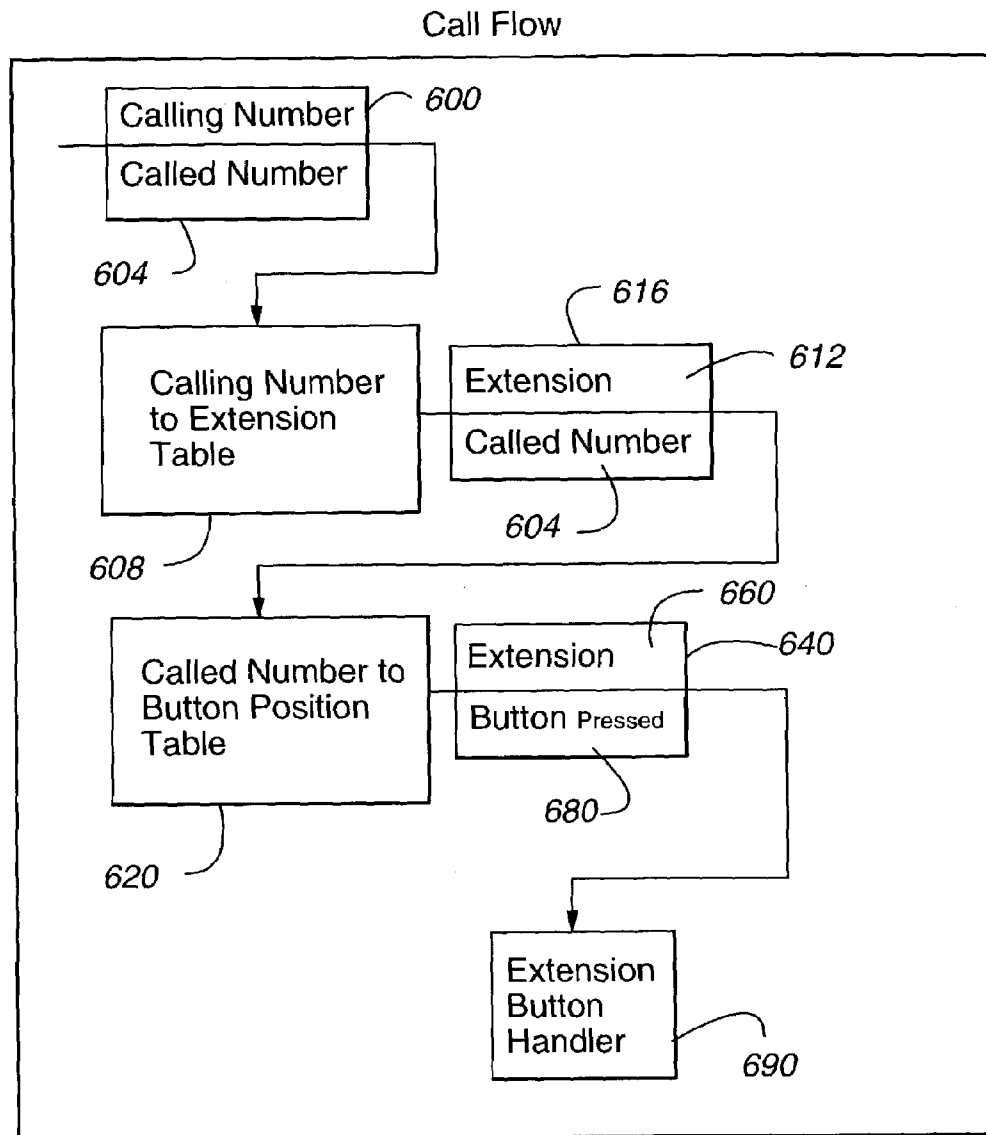 Call Flow
Calling Number
600
Called Number
604
616
612
Calling Number
to Extension
Table
Extension
Called Number
604
608
660
640
Called Number to
Button Position
Table
Extension
Button Pressed
680
620
Extension
Button
Handler
690